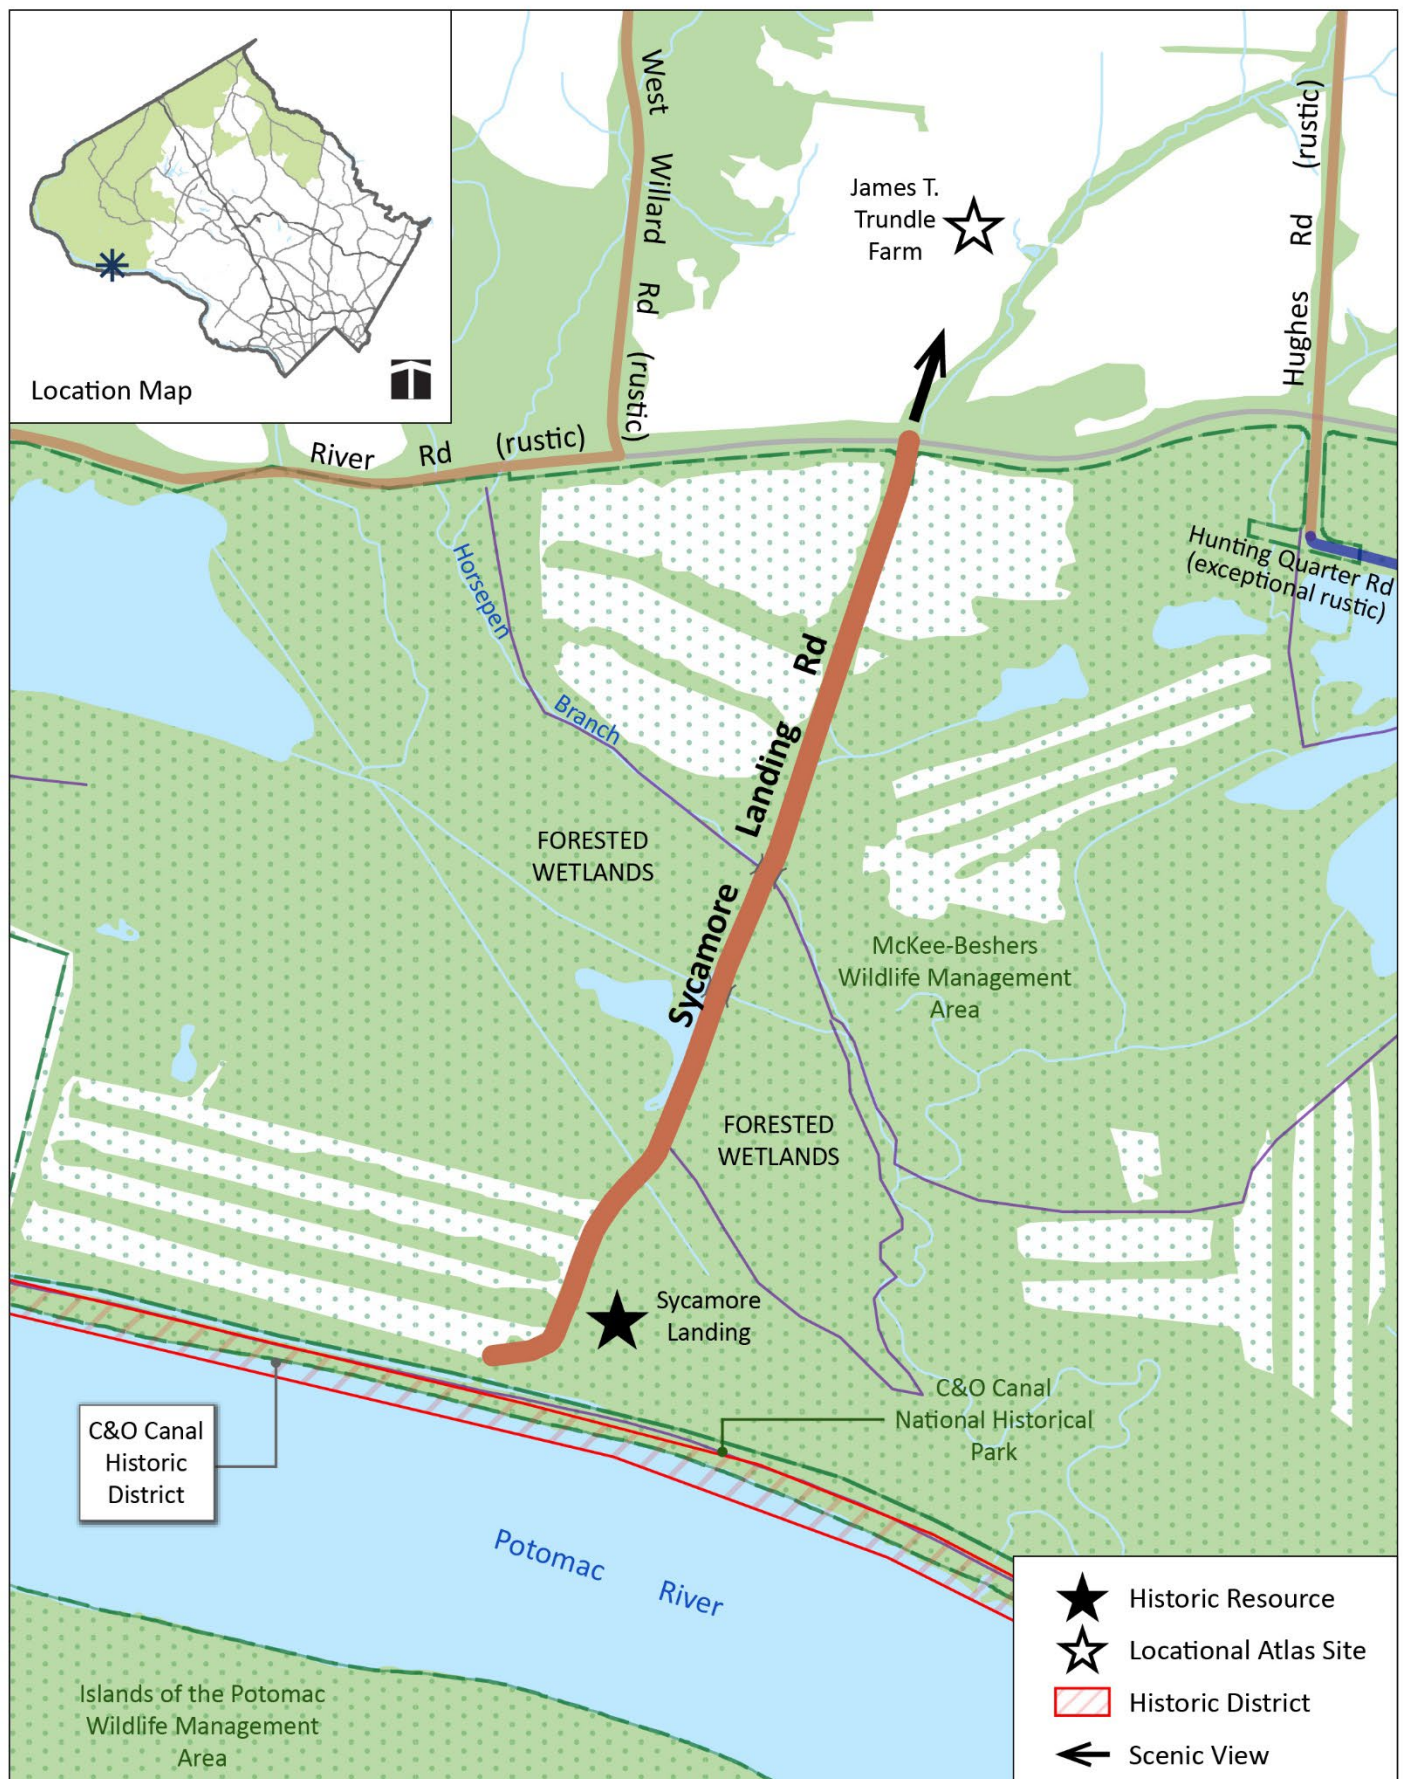 Location Map
West Willard Rd (rustic)
James T.
Trundle
Farm
Hughes Rd (rustic)
River Rd (rustic)
Hunting Quarter Rd
(exceptional rustic)
Horsepen Branch
Sycamore Landing Rd
FORESTED
WETLANDS
McKee-Beshers
Wildlife Management
Area
FORESTED
WETLANDS
Sycamore
Landing
C&O Canal
National Historical
Park
C&O Canal
Historic
District
Potomac River
Islands of the Potomac
Wildlife Management
Area
Historic Resource
Locational Atlas Site
Historic District
Scenic View